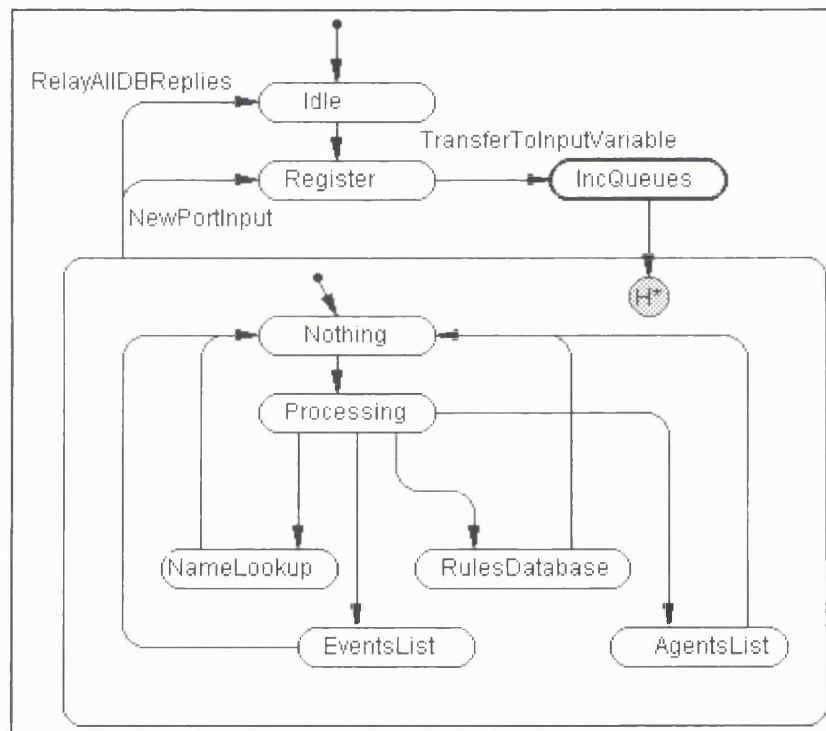 RelayAllDBReplies
Idle
TransferToInputVariable
Register
IncQueues
NewPortInput
H*
Nothing
Processing
NameLookup
RulesDatabase
EventsList
AgentsList